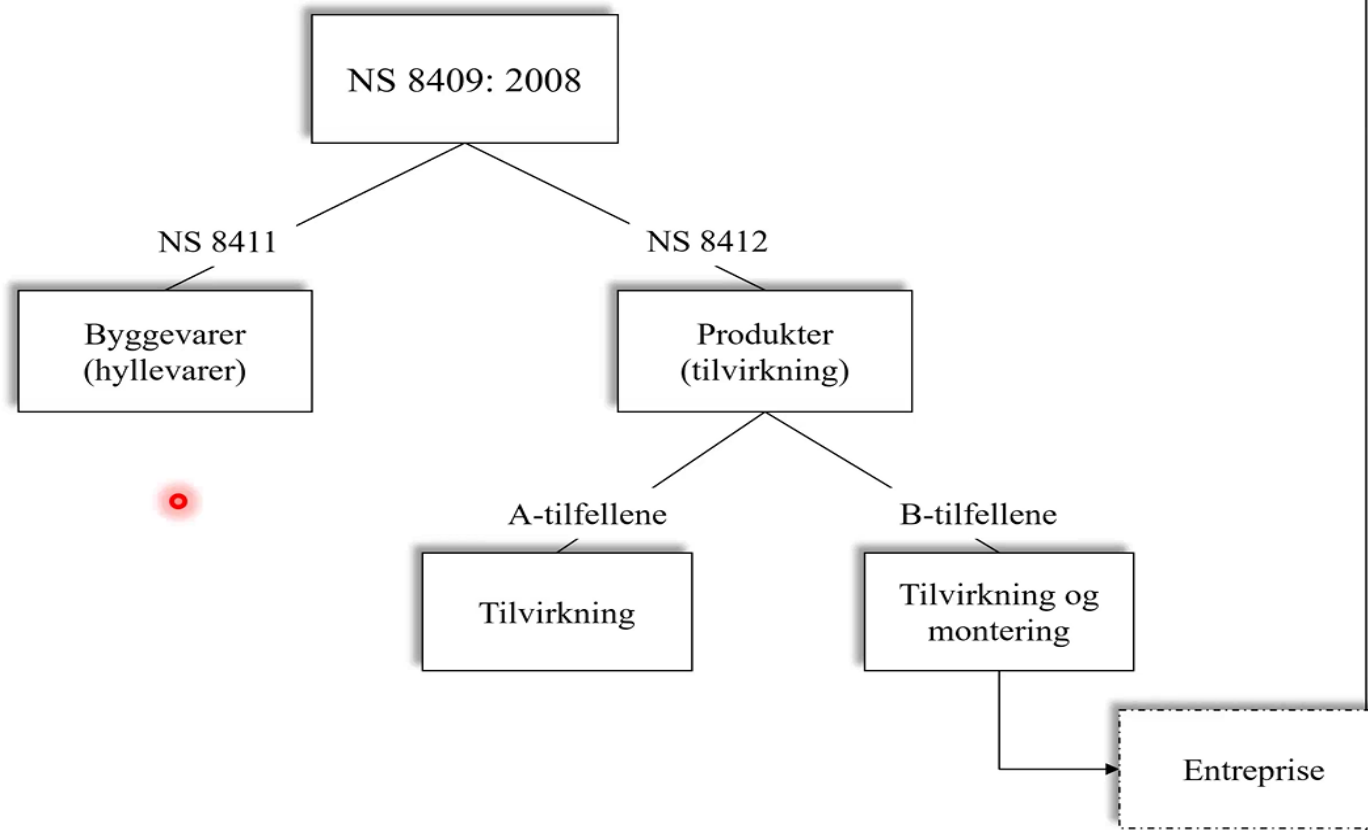 NS 8409: 2008
NS 8411
NS 8412
Byggevarer
(hyllevarer)
Produkter
(tilvirkning)
A-tilfellene
B-tilfellene
Tilvirkning
Tilvirkning og
montering
Entreprise